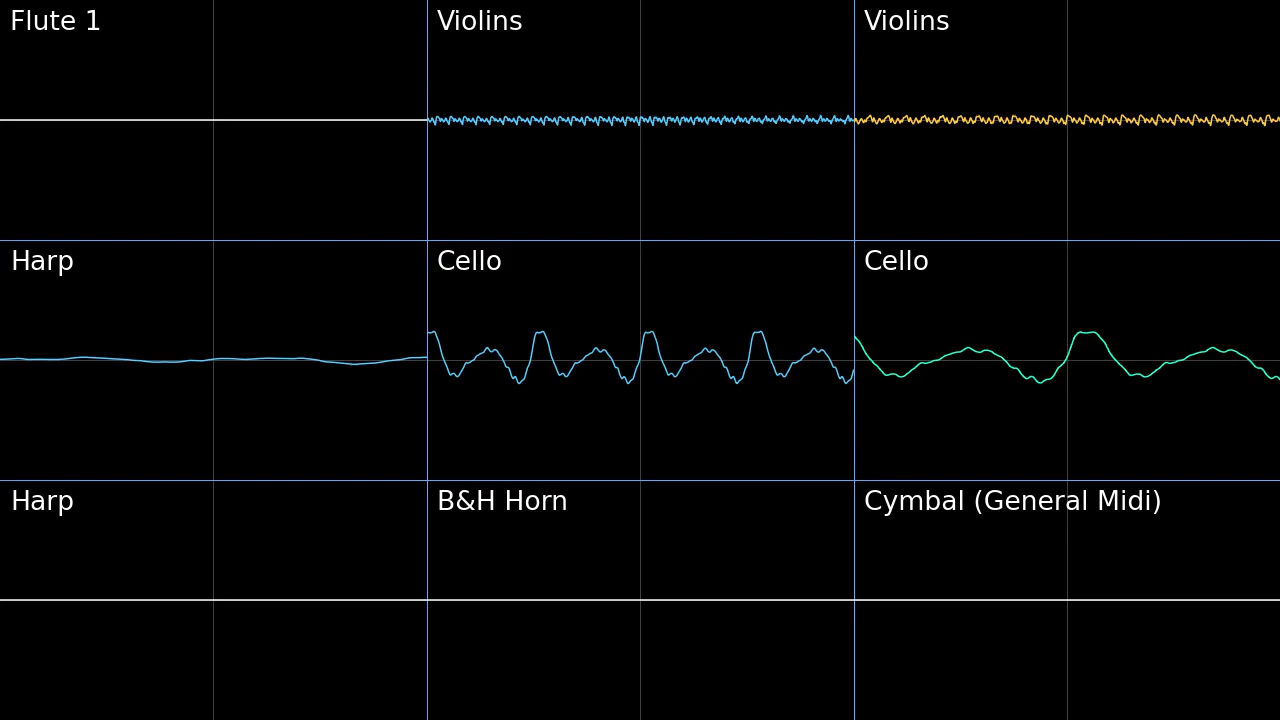 Flute 1
Violins
Violins
Harp
Cello
Cello
Harp
B&H Horn
Cymbal (General Midi)